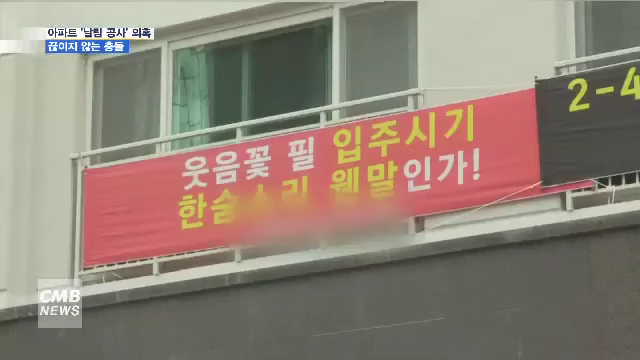 아파트 '날림 공사' 의혹
끊이지 않는 충돌
웃음꽃 필 입주시기
한숨소리 웬말인가!
2-4
CMB
NEWS